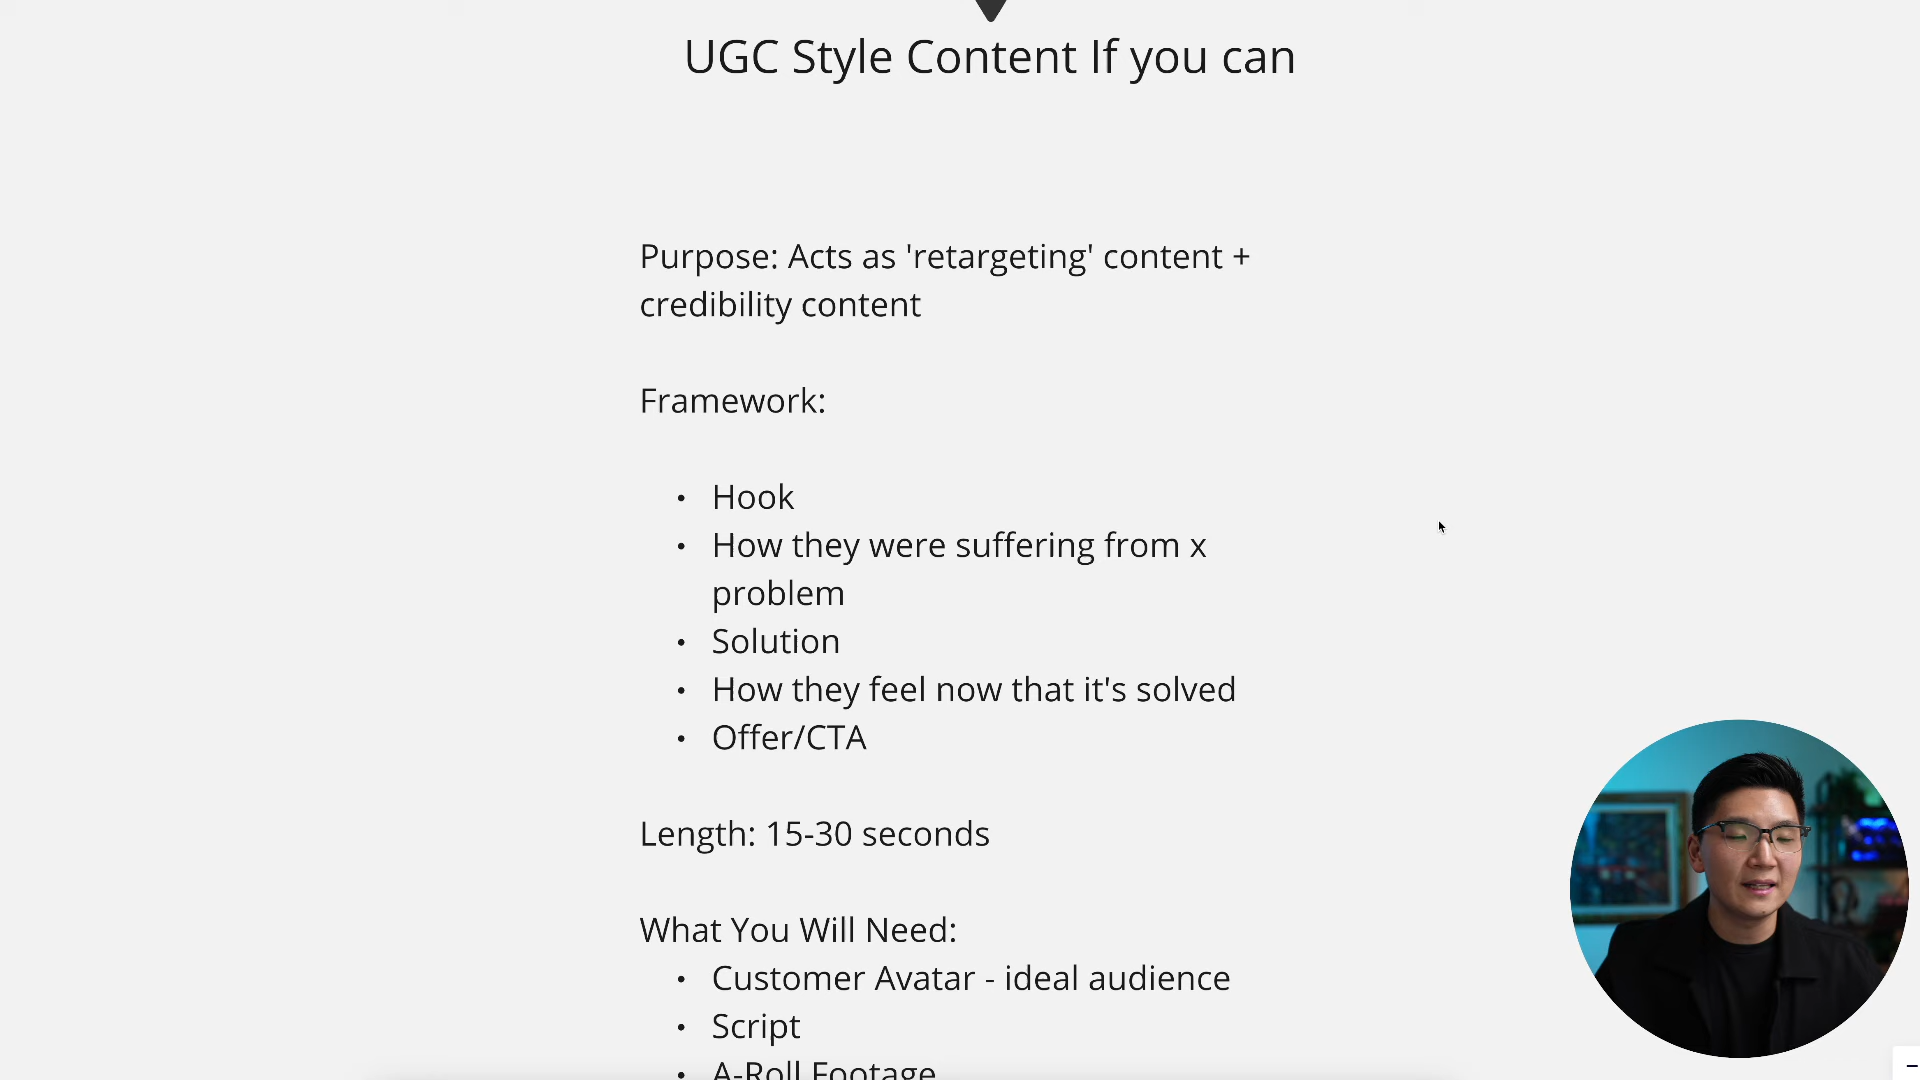 UGC Style Content If you can
Purpose: Acts as 'retargeting' content +
credibility content
Framework:
• Hook
• How they were suffering from x
problem
• Solution
• How they feel now that it's solved
• Offer/CTA
Length: 15-30 seconds
What You Will Need:
• Customer Avatar - ideal audience
• Script
• A-Roll Footage